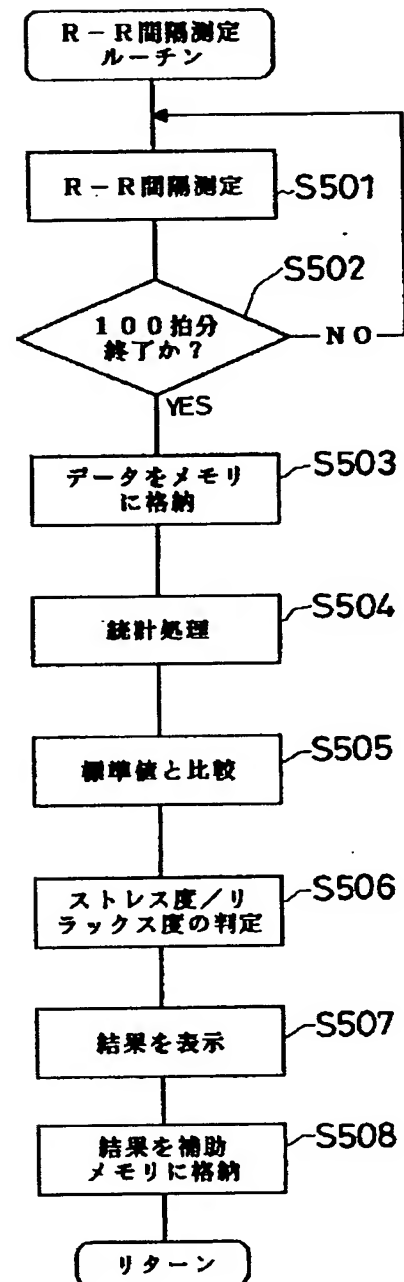 R－R間隔測定
ルーチン
R－R間隔測定
S501
S502
100拍分
終了か？
NO
YES
データをメモリ
に格納
S503
統計処理
S504
標準値と比較
S505
ストレス度／リ
ラックス度の判定
S506
結果を表示
S507
結果を補助
メモリに格納
S508
リターン